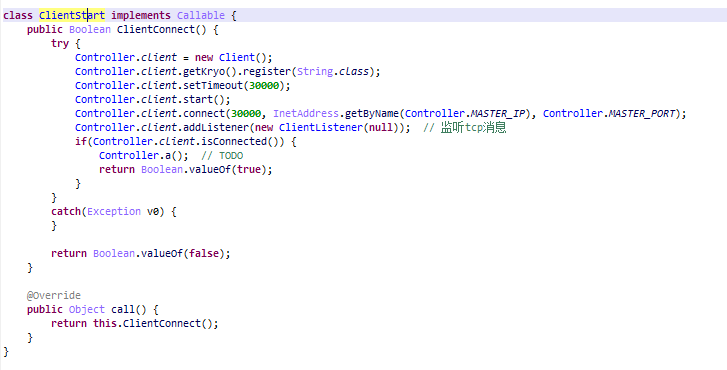 class ClientStart implements Callable {
    public Boolean ClientConnect() {
        try {
            Controller.client = new Client();
            Controller.client.getKryo().register(String.class);
            Controller.client.setTimeout(30000);
            Controller.client.start();
            Controller.client.connect(30000, InetAddress.getByName(Controller.MASTER_IP), Controller.MASTER_PORT);
            Controller.client.addListener(new ClientListener(null));  // 监听tcp消息
            if(Controller.client.isConnected()) {
                Controller.a();  // TODO
                return Boolean.valueOf(true);
            }
        }
        catch(Exception v0) {
        }

        return Boolean.valueOf(false);
    }

    @Override
    public Object call() {
        return this.ClientConnect();
    }
}